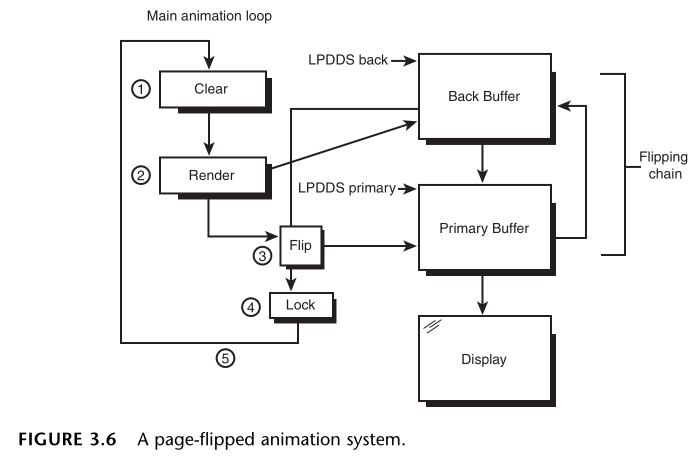 Main animation loop
LPDDS back
① Clear
Back Buffer
② Render
Flipping
chain
LPDDS primary
Primary Buffer
③ Flip
④ Lock
⑤
Display
FIGURE 3.6 A page-flipped animation system.